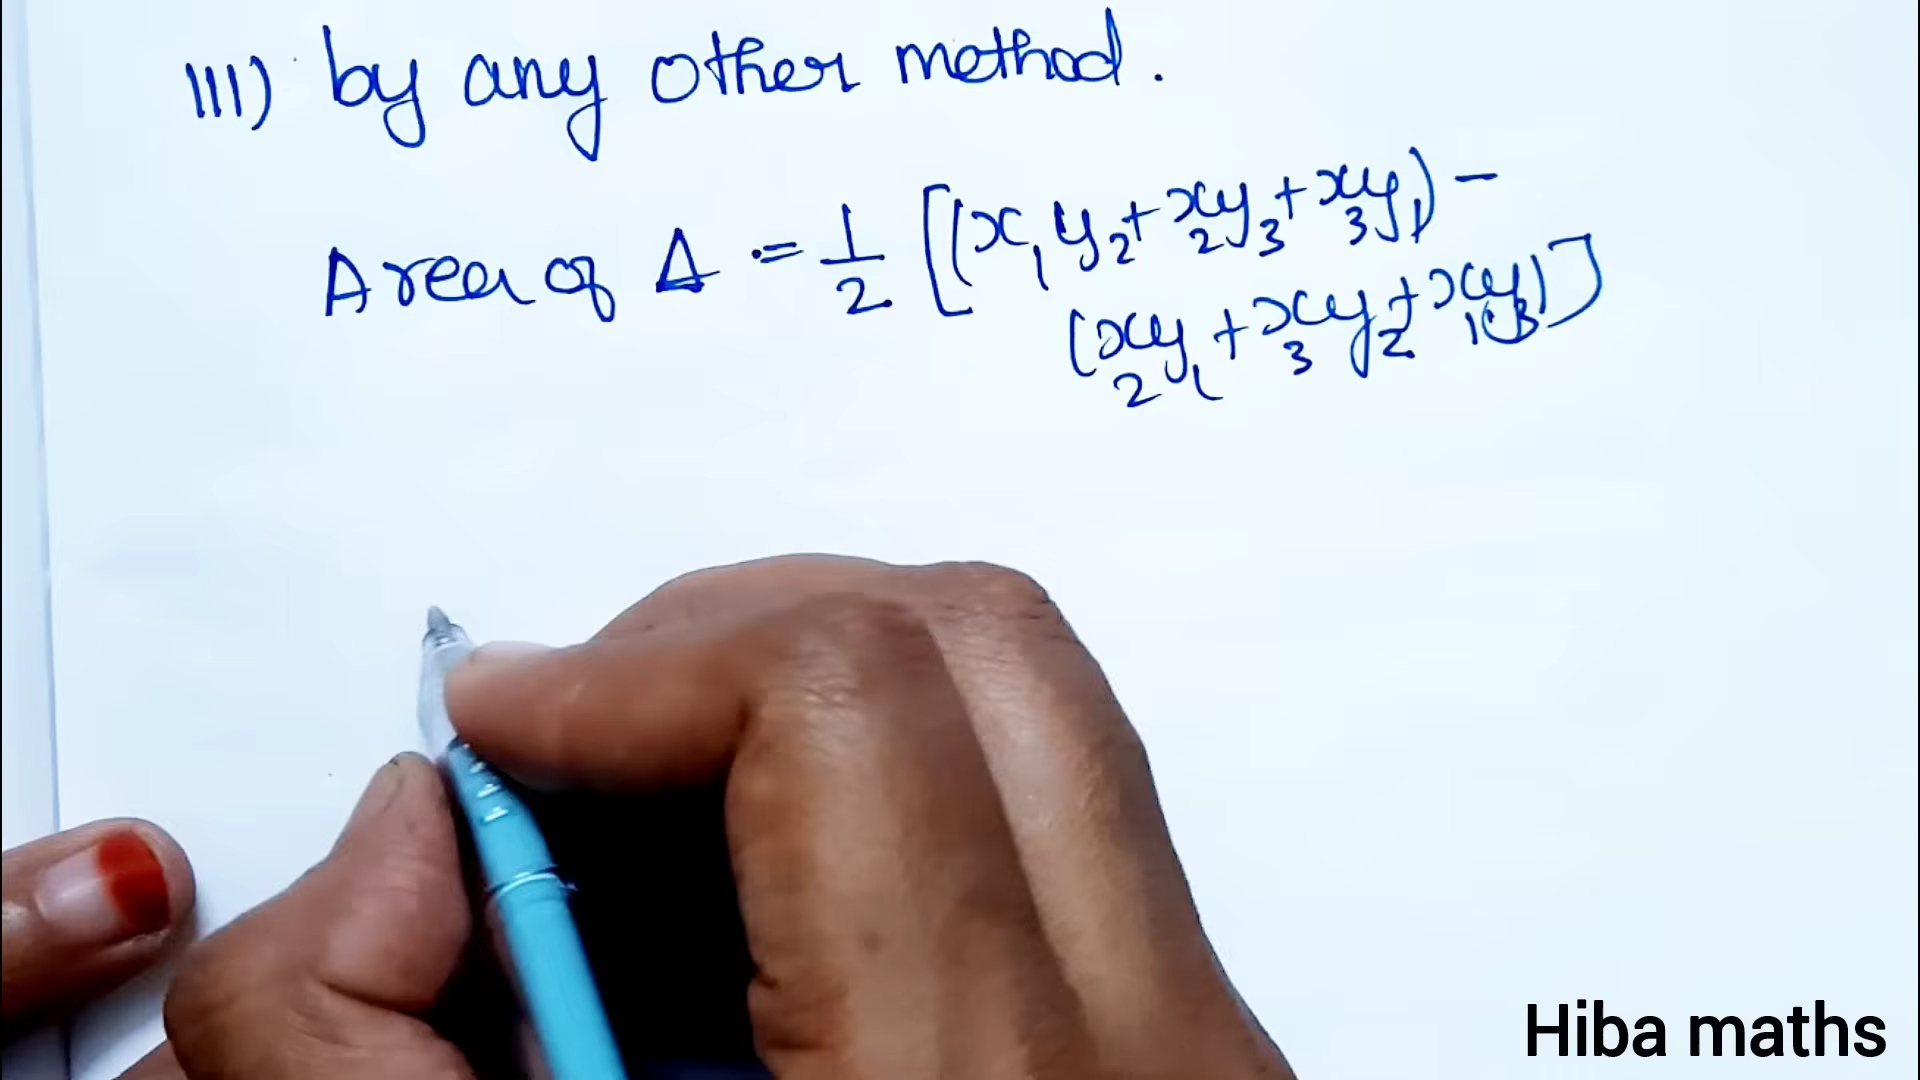 III) by any other method.
Area of Δ = 1/2 [(x₁y₂ + x₂y₃ + x₃y₁) -
(x₂y₁ + x₃y₂ + x₁y₃)]
Hiba maths